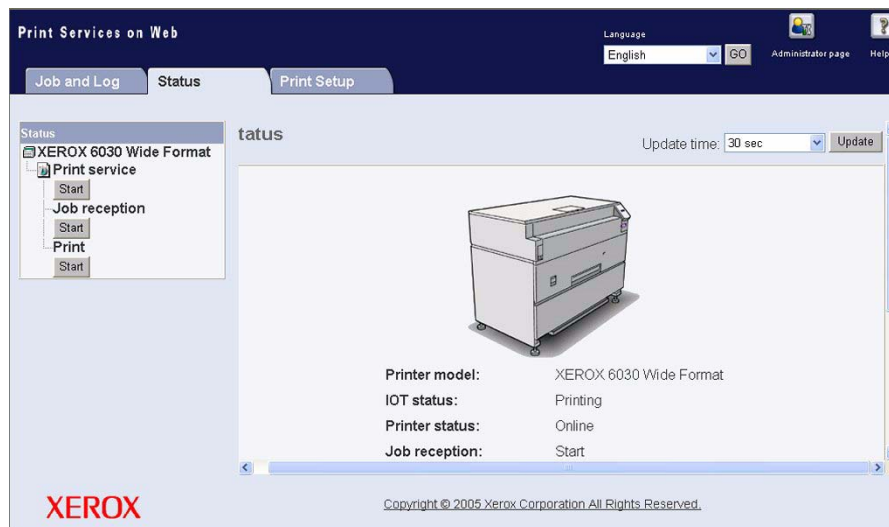 Print Services on Web
Language
English
GO
Administrator page
Help
Job and Log
Status
Print Setup
Status
XEROX 6030 Wide Format
Print service
Start
Job reception
Start
Print
Start
tatus
Update time: 30 sec
Update
Printer model: XEROX 6030 Wide Format
IOT status: Printing
Printer status: Online
Job reception: Start
XEROX
Copyright © 2005 Xerox Corporation All Rights Reserved.